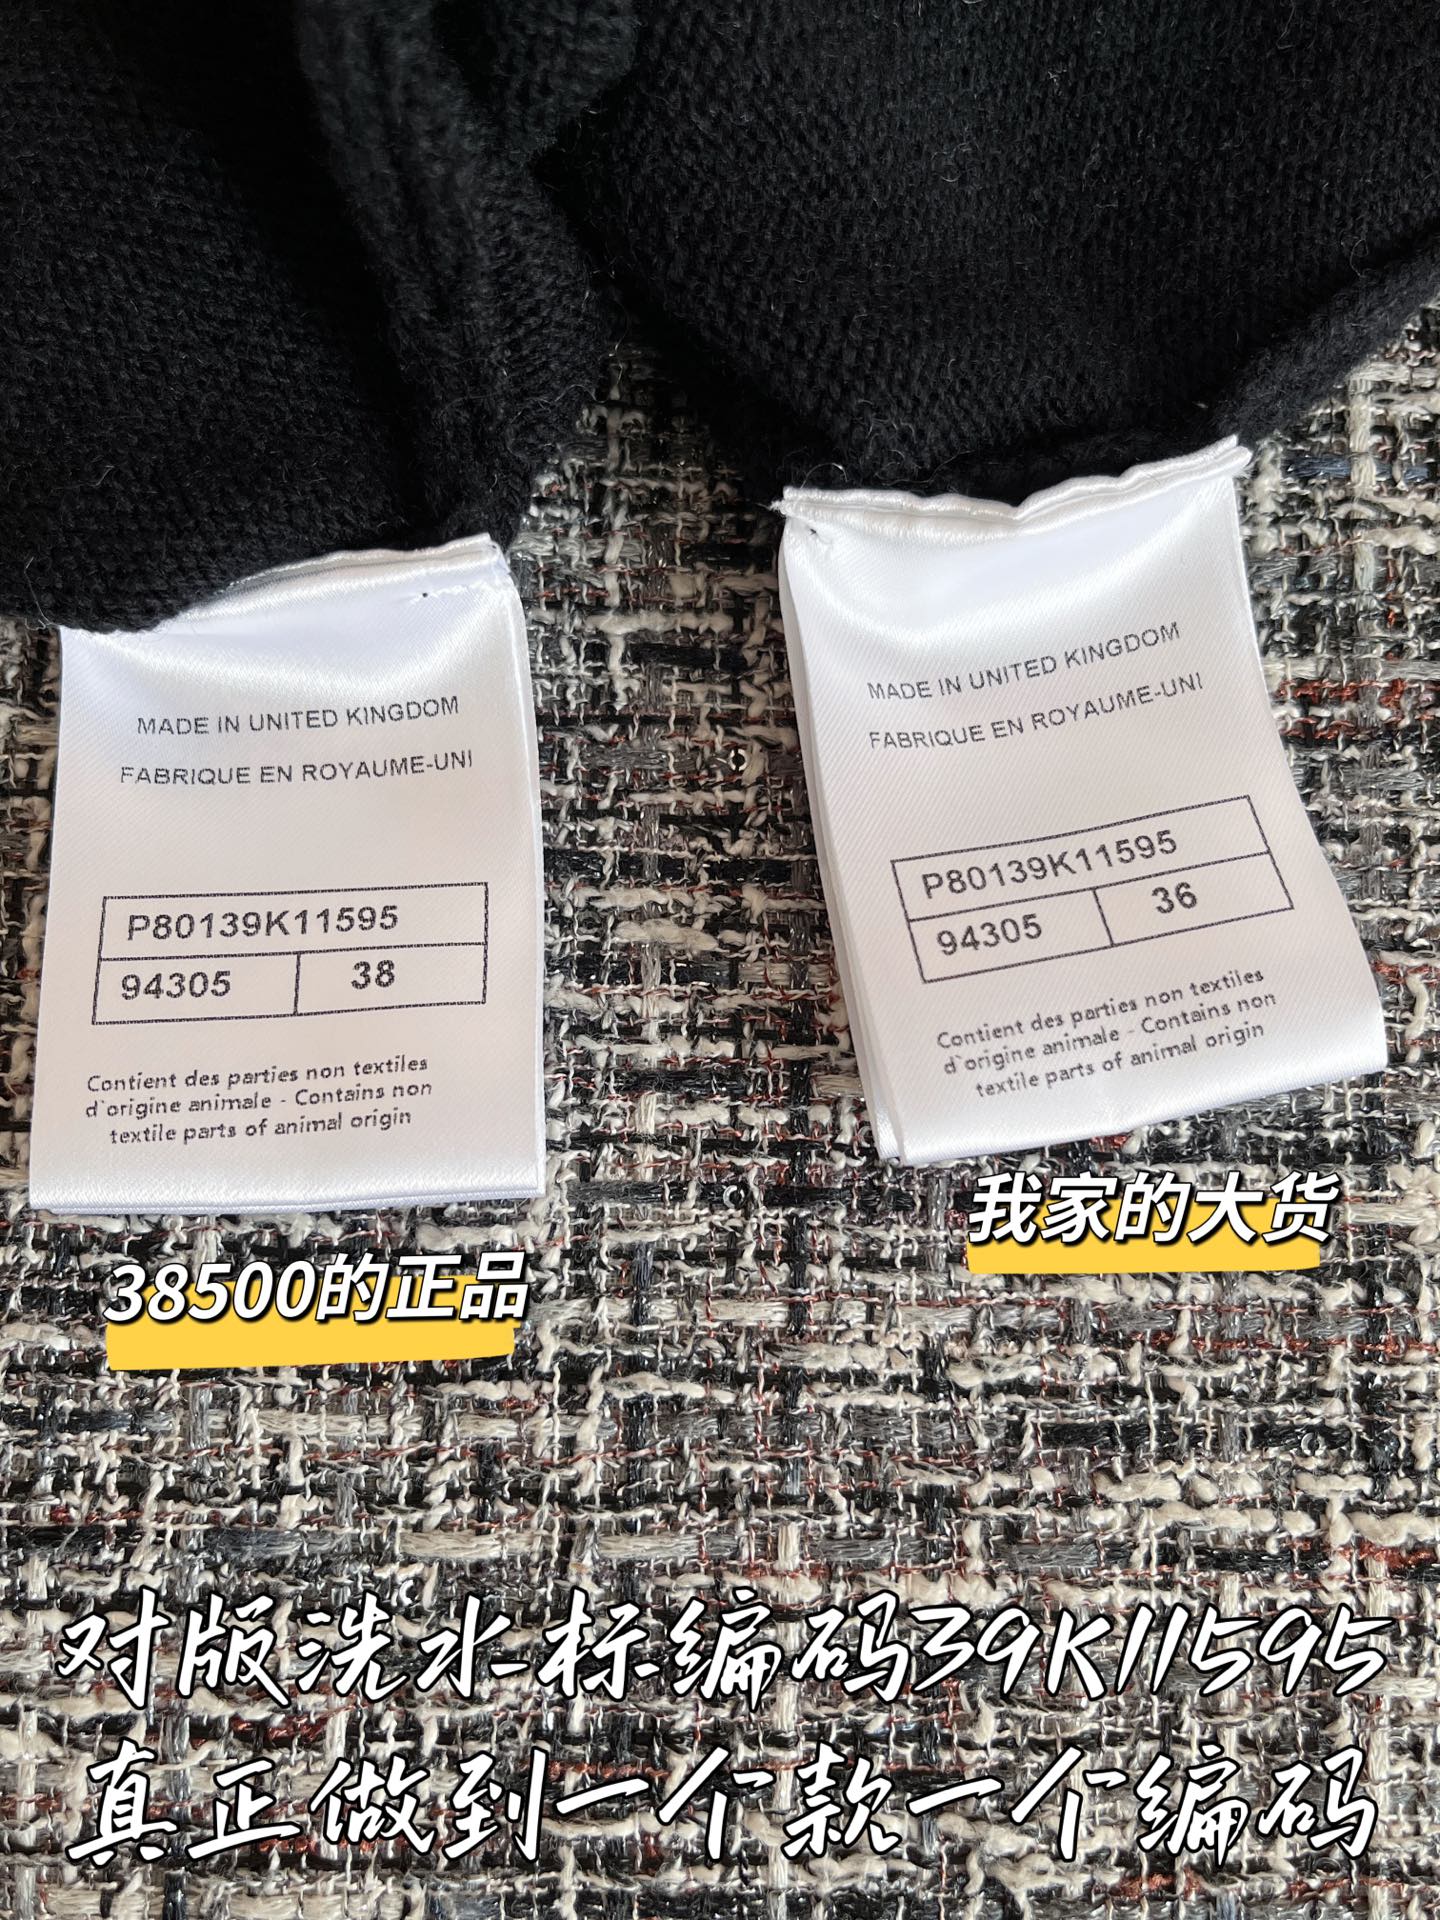 MADE IN UNITED KINGDOM
FABRIQUE EN ROYAUME-UNI
P80139K11595
94305
38
Contient des parties non textiles
d`origine animale - Contains non
textile parts of animal origin
38500的正品
MADE IN UNITED KINGDOM
FABRIQUE EN ROYAUME-UNI
P80139K11595
94305
36
Contient des parties non textiles
d`origine animale - Contains non
textile parts of animal origin
我家的大货
对版洗水标编码39K11595
真正做到一个款一个编码